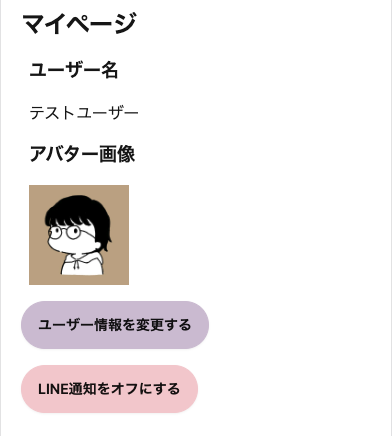 マイページ
ユーザー名
テストユーザー
アバター画像
ユーザー情報を変更する
LINE通知をオフにする